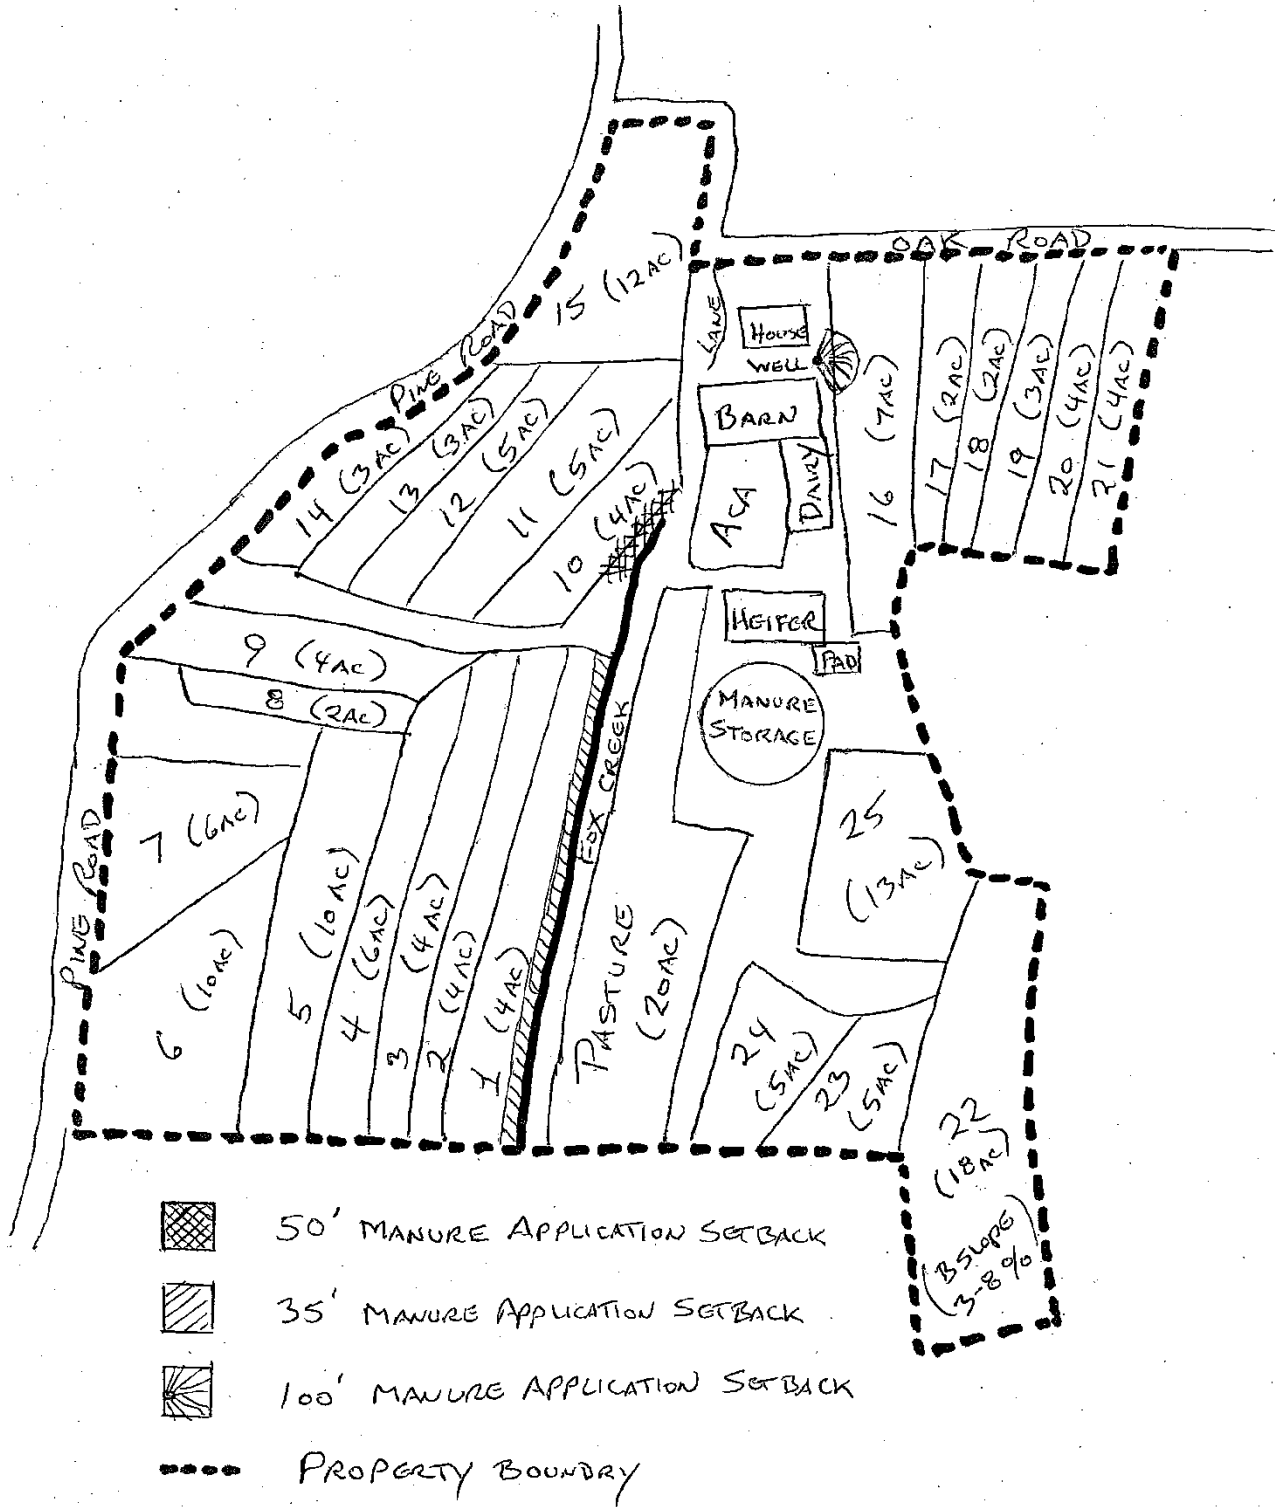 OAK ROAD
15 (12AC)
LANE
HOUSE
WELL
PINE ROAD
BARN
DAIRY
ACA
16 (7AC)
17 (2AC)
18 (2AC)
19 (3AC)
20 (4AC)
21 (4AC)
14 (3AC)
13 (3AC)
12 (5AC)
11 (5AC)
10 (4AC)
HEIFER
PAD
9 (4AC)
8 (2AC)
MANURE
STORAGE
FOX CREEK
7 (6AC)
PINE ROAD
25
(13AC)
6 (10AC)
5 (10AC)
4 (6AC)
3 (4AC)
2 (4AC)
1 (4AC)
PASTURE
(20AC)
24
(5AC)
23
(5AC)
22
(18AC)
(B SLOPE
3-8%)
50' MANURE APPLICATION SETBACK
35' MANURE APPLICATION SETBACK
100' MANURE APPLICATION SETBACK
PROPERTY BOUNDRY